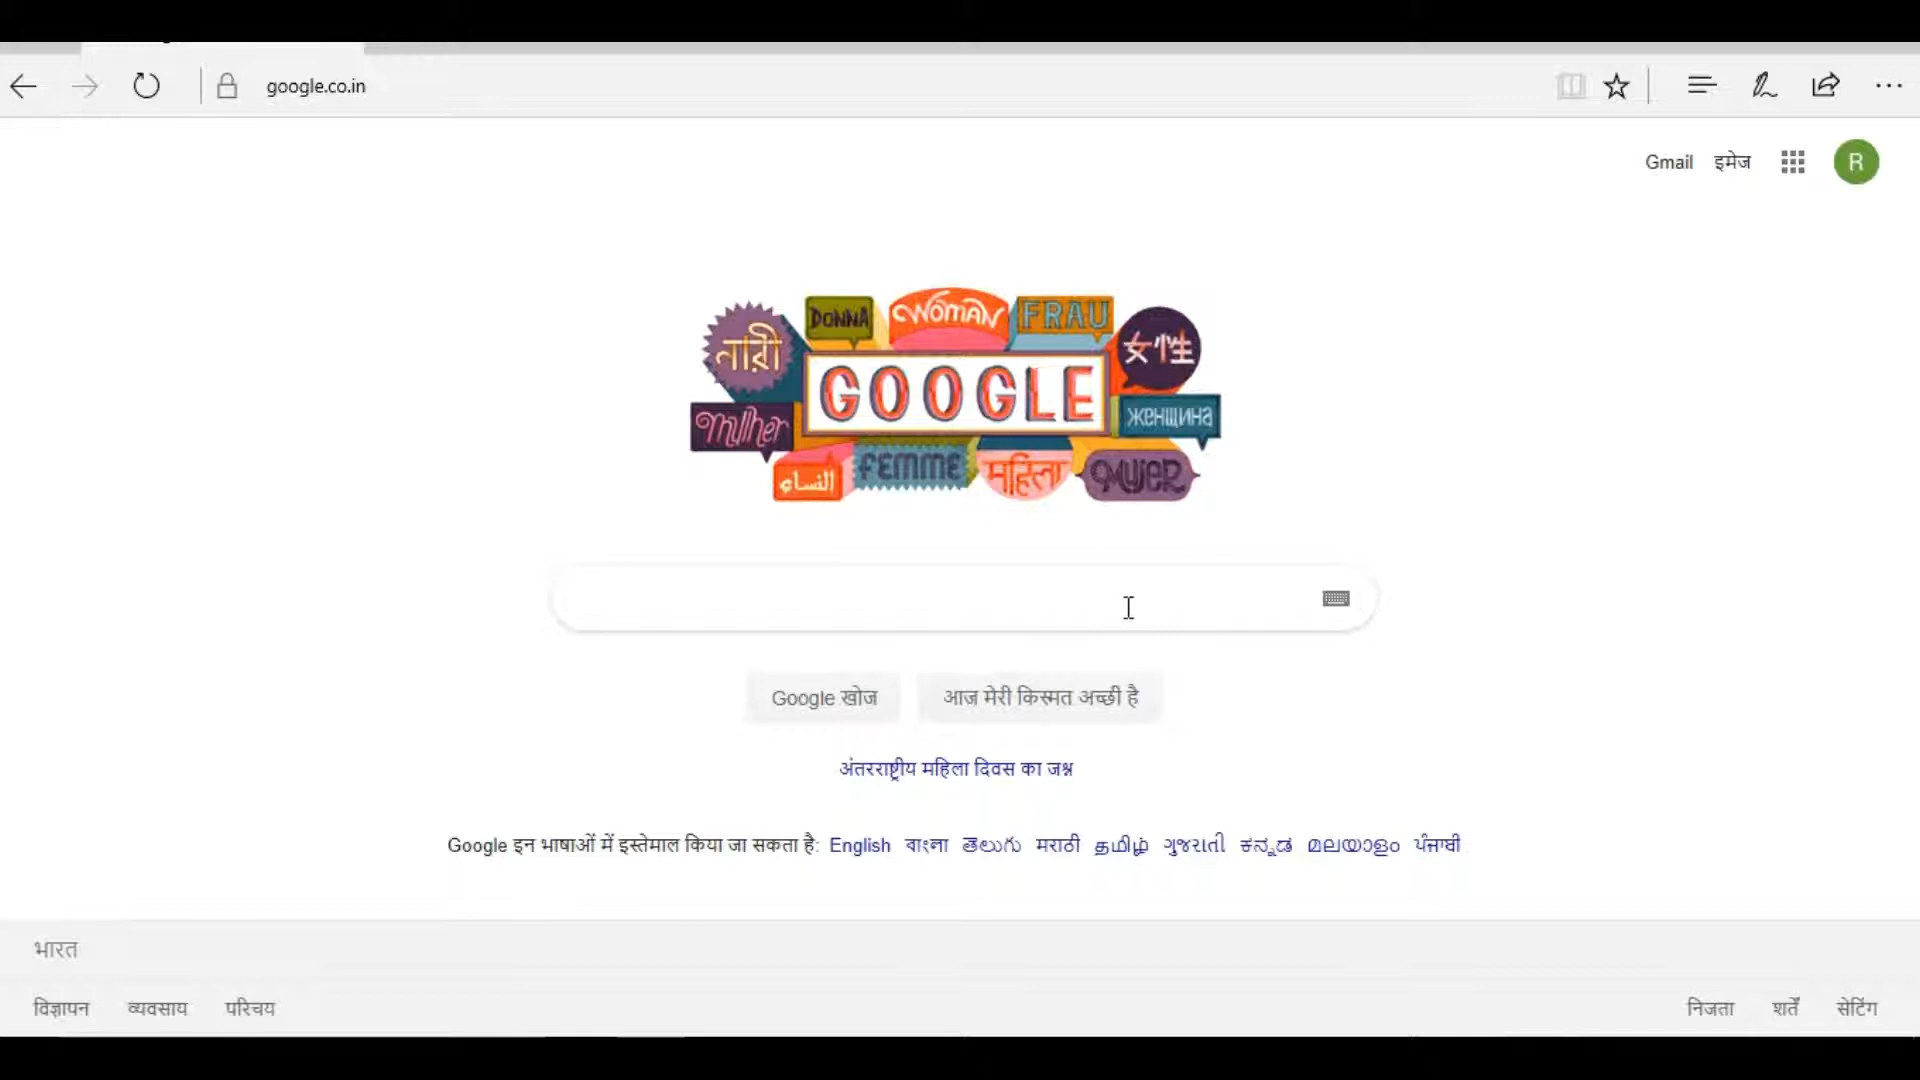 google.co.in
Gmail इमेज R
DONNA WOMAN FRAU
નારી 女性
GOOGLE
mulher женщина
النساء FEMME महिला MUJER
Google खोज आज मेरी किस्मत अच्छी है
अंतरराष्ट्रीय महिला दिवस का जश्न
Google इन भाषाओं में इस्तेमाल किया जा सकता है: English বাংলা తెలుగు मराठी தமிழ் ગુજરાતી ಕನ್ನಡ മലയാളം ਪੰਜਾਬੀ
भारत
विज्ञापन व्यवसाय परिचय निजता शर्तें सेटिंग